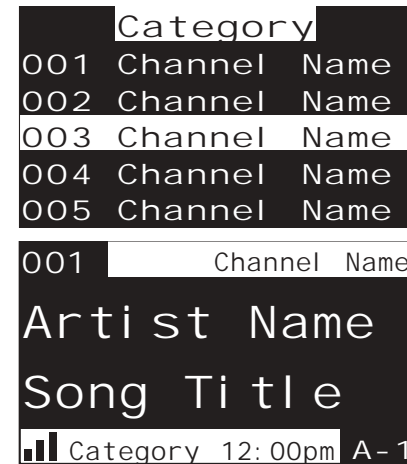 Category
001 Channel Name
002 Channel Name
003 Channel Name
004 Channel Name
005 Channel Name
001 Channel Name
Artist Name
Song Title
Category 12:00pm A-1